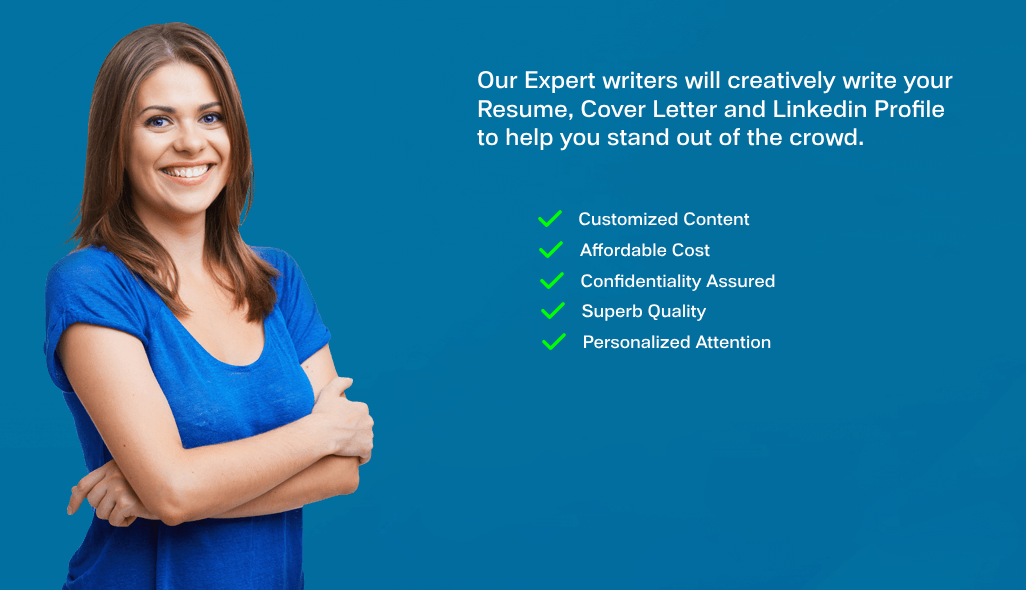 Our Expert writers will creatively write your
Resume, Cover Letter and Linkedin Profile
to help you stand out of the crowd.
Customized Content
Affordable Cost
Confidentiality Assured
Superb Quality
Personalized Attention